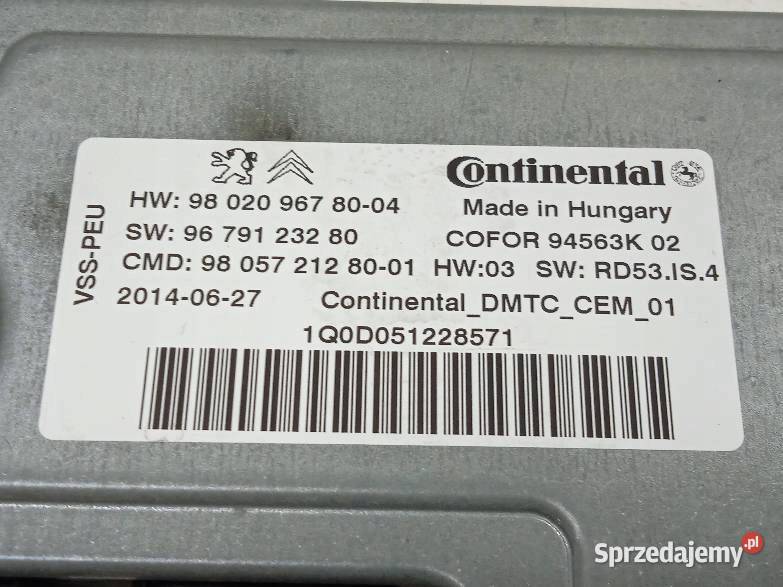 Continental
HW: 98 020 967 80-04
Made in Hungary
SW: 96 791 232 80
COFOR 94563K 02
CMD: 98 057 212 80-01 HW:03 SW: RD53.IS.4
2014-06-27 Continental_DMTC_CEM_01
1Q0D051228571
VSS-PEU
Sprzedajemy.pl